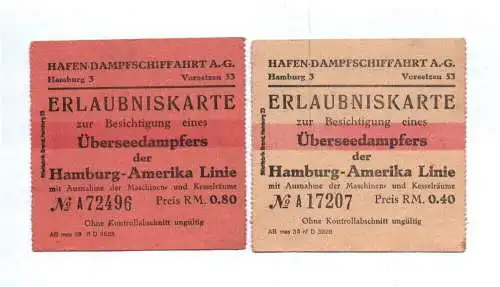 HAFEN-DAMPFSCHIFFAHRT A.-G.
Hamburg 3 Vorsetzen 53
ERLAUBNISKARTE
zur Besichtigung eines
Überseedampfers
der
Hamburg-Amerika Linie
mit Ausnahme der Maschinen- und Kesselräume
№ A 72496 Preis RM. 0.80
Ohne Kontrollabschnitt ungültig
HAFEN-DAMPFSCHIFFAHRT A.-G.
Hamburg 3 Vorsetzen 53
ERLAUBNISKARTE
zur Besichtigung eines
Überseedampfers
der
Hamburg-Amerika Linie
mit Ausnahme der Maschinen- und Kesselräume
№ A 17207 Preis RM. 0.40
Ohne Kontrollabschnitt ungültig